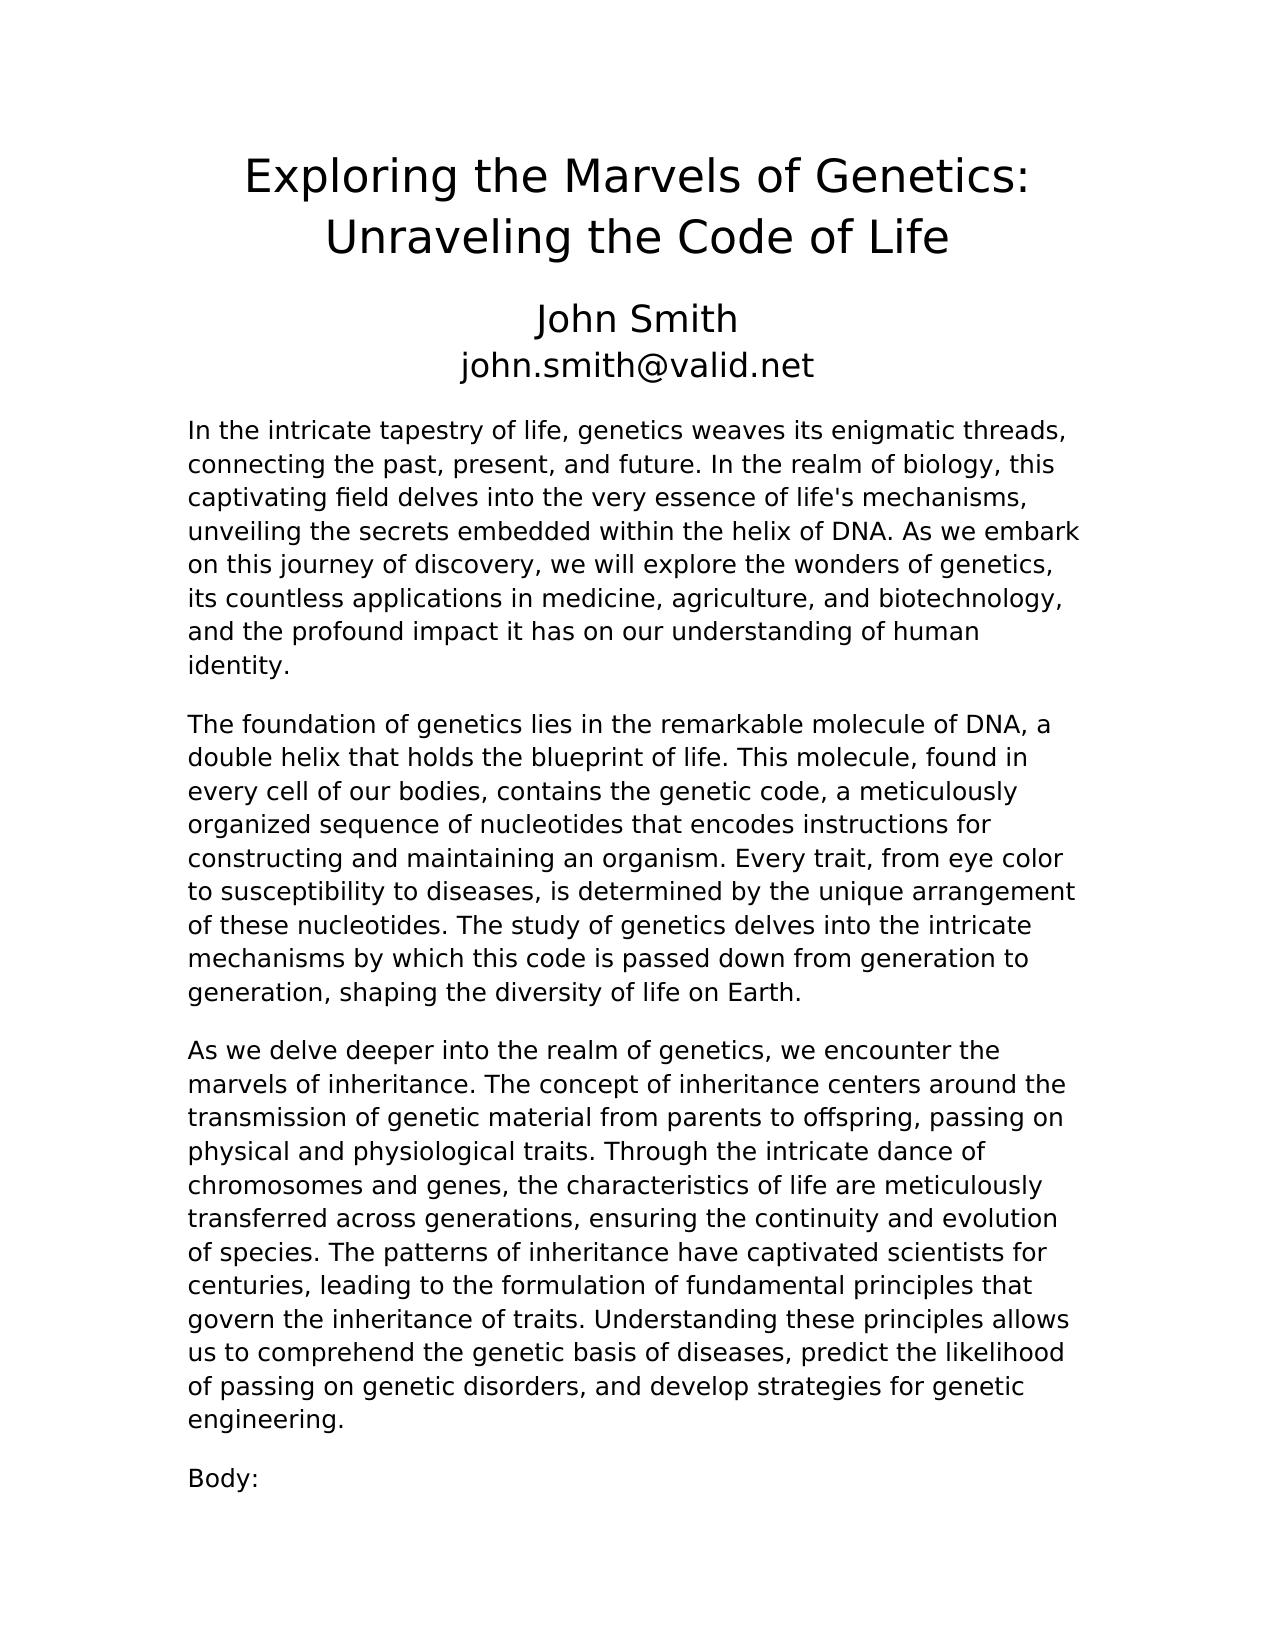 Exploring the Marvels of Genetics:
Unraveling the Code of Life
John Smith
john.smith@valid.net
In the intricate tapestry of life, genetics weaves its enigmatic threads,
connecting the past, present, and future. In the realm of biology, this
captivating field delves into the very essence of life's mechanisms,
unveiling the secrets embedded within the helix of DNA. As we embark
on this journey of discovery, we will explore the wonders of genetics,
its countless applications in medicine, agriculture, and biotechnology,
and the profound impact it has on our understanding of human
identity.
The foundation of genetics lies in the remarkable molecule of DNA, a
double helix that holds the blueprint of life. This molecule, found in
every cell of our bodies, contains the genetic code, a meticulously
organized sequence of nucleotides that encodes instructions for
constructing and maintaining an organism. Every trait, from eye color
to susceptibility to diseases, is determined by the unique arrangement
of these nucleotides. The study of genetics delves into the intricate
mechanisms by which this code is passed down from generation to
generation, shaping the diversity of life on Earth.
As we delve deeper into the realm of genetics, we encounter the
marvels of inheritance. The concept of inheritance centers around the
transmission of genetic material from parents to offspring, passing on
physical and physiological traits. Through the intricate dance of
chromosomes and genes, the characteristics of life are meticulously
transferred across generations, ensuring the continuity and evolution
of species. The patterns of inheritance have captivated scientists for
centuries, leading to the formulation of fundamental principles that
govern the inheritance of traits. Understanding these principles allows
us to comprehend the genetic basis of diseases, predict the likelihood
of passing on genetic disorders, and develop strategies for genetic
engineering.
Body: